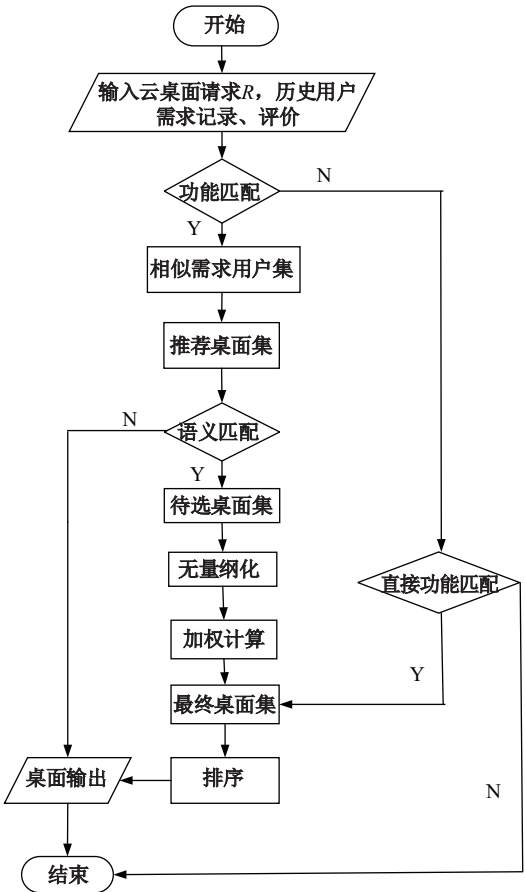 开始
输入云桌面请求R，历史用户
需求记录、评价
功能匹配
N
Y
相似需求用户集
推荐桌面集
N
语义匹配
Y
待选桌面集
无量纲化
直接功能匹配
加权计算
Y
最终桌面集
桌面输出
排序
N
结束